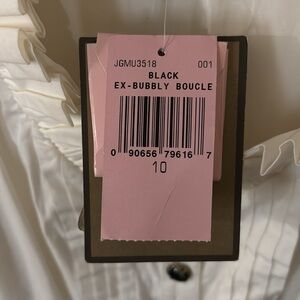 JGMU3518 001
BLACK
EX-BUBBLY BOUCLE
0 90656 79616 7
10